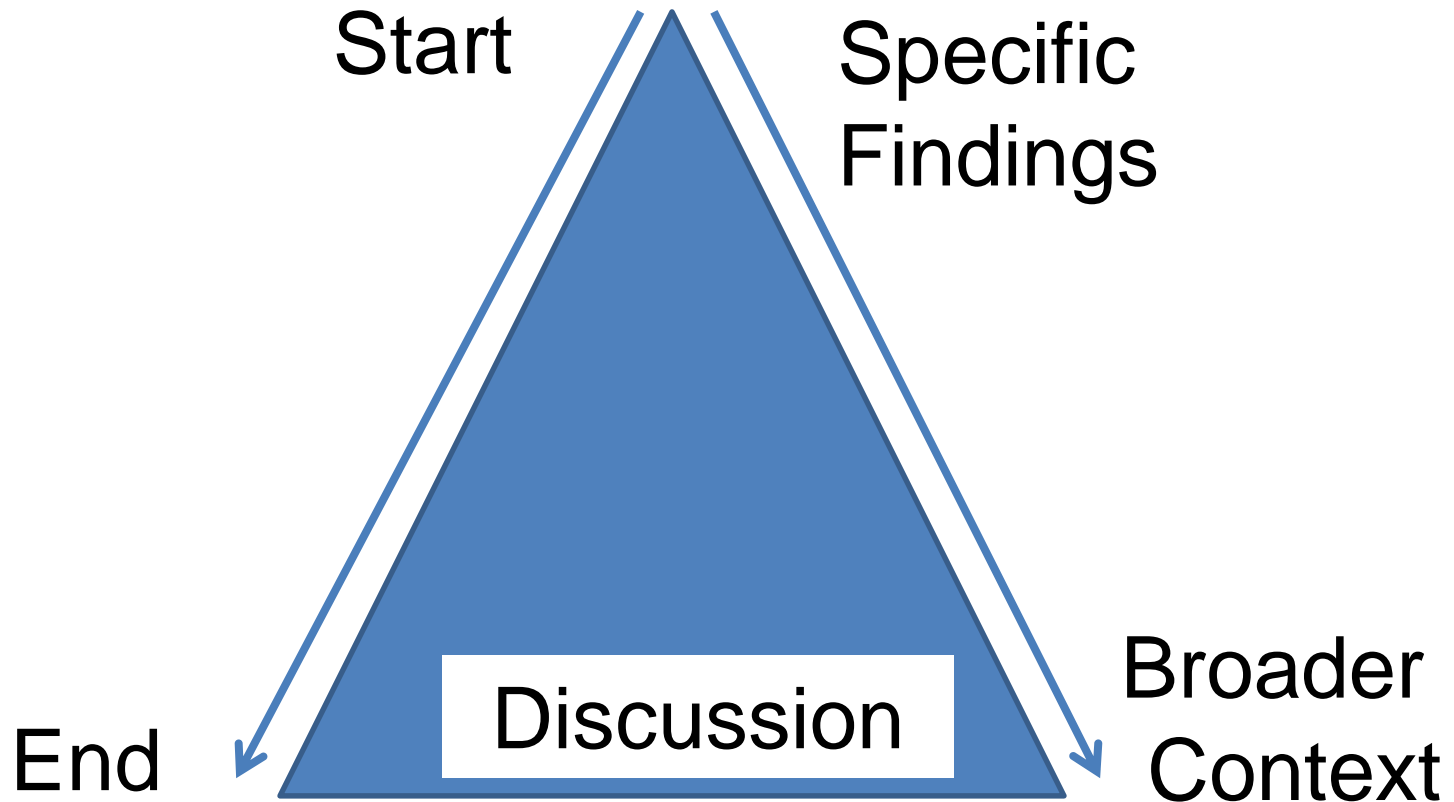 Start
Specific
Findings
Discussion
End
Broader
Context